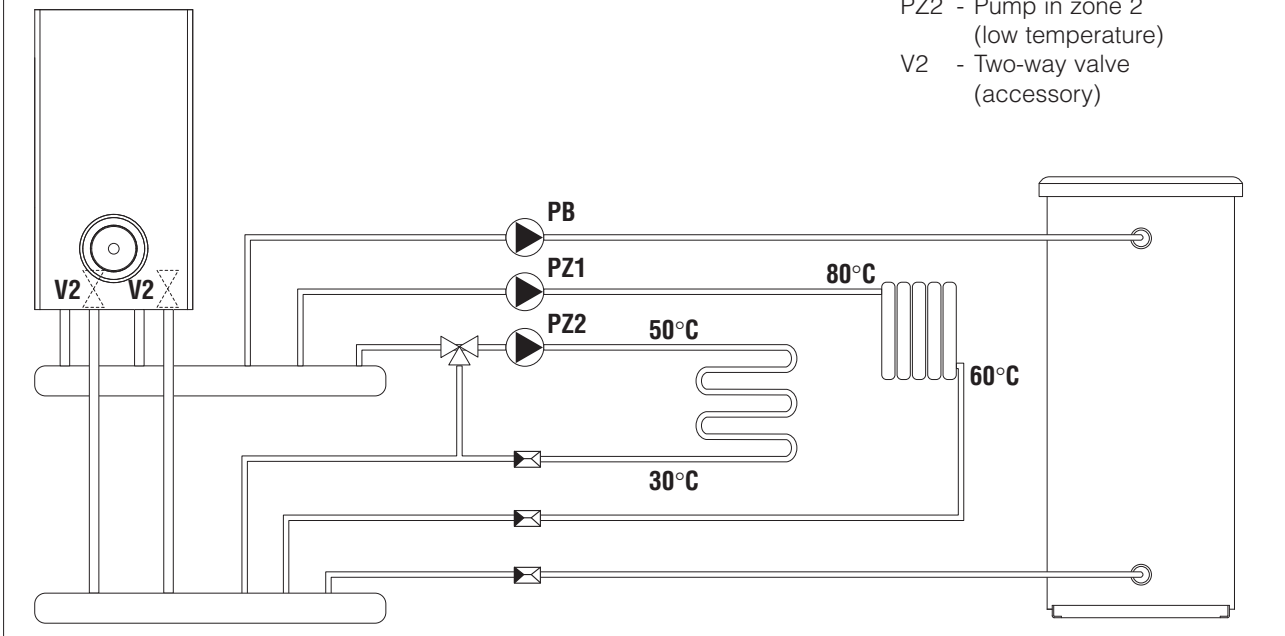 PZ2 - Pump in zone 2
(low temperature)
V2 - Two-way valve
(accessory)
PB
PZ1
80°C
V2 V2
PZ2
50°C
60°C
30°C